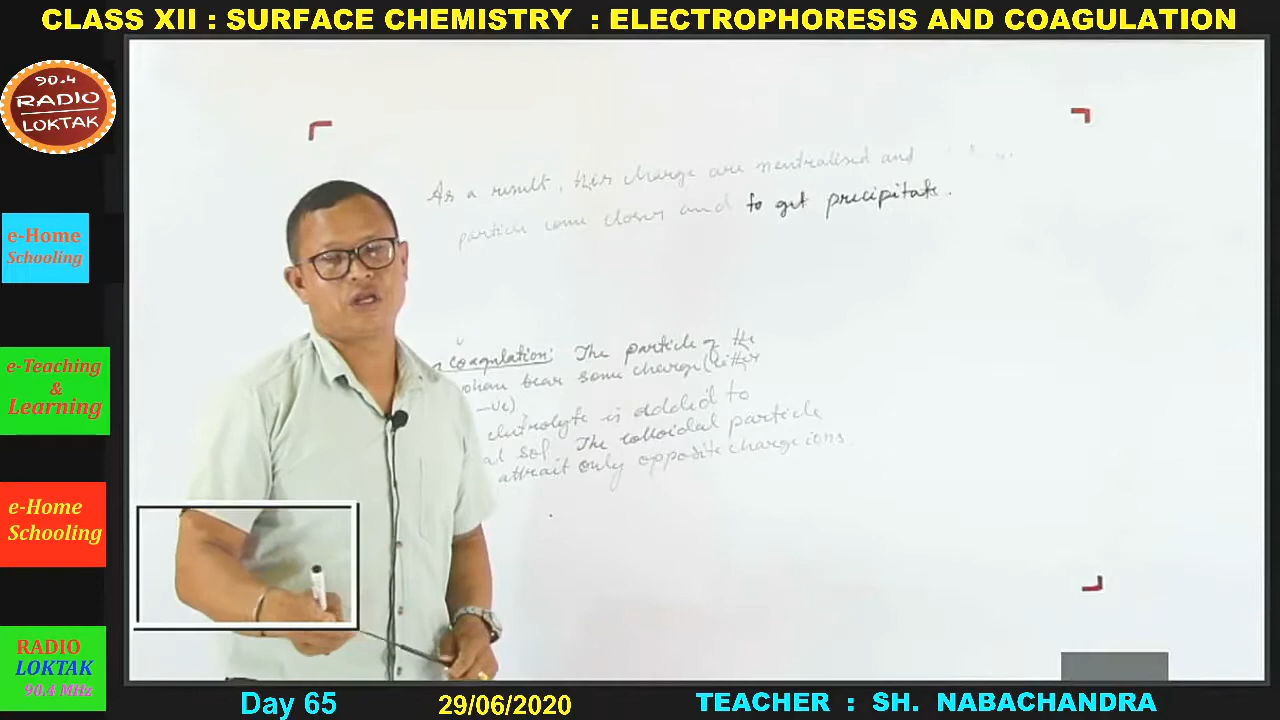 CLASS XII : SURFACE CHEMISTRY : ELECTROPHORESIS AND COAGULATION
90.4
RADIO
LOKTAK
e-Home
Schooling
e-Teaching
&
Learning
e-Home
Schooling
RADIO
LOKTAK
90.4 MHz
As a result, their charge are neutralised and
particle come closer and to get precipitate.
coagulation: The particle of the
bear some charge (either
-ve)
electrolyte is added to
sol. The colloidal particle
attrait only opposite charge ions.
Day 65
29/06/2020
TEACHER : SH. NABACHANDRA